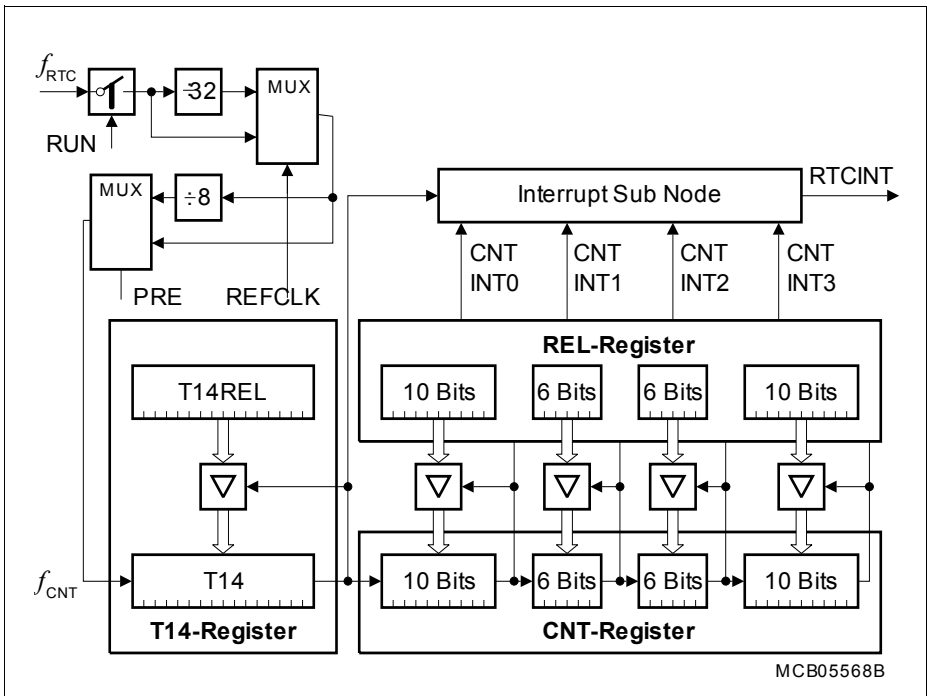 fRTC
÷32
MUX
RUN
MUX
÷8
Interrupt Sub Node
RTCINT
CNT INT0
CNT INT1
CNT INT2
CNT INT3
PRE
REFCLK
REL-Register
T14REL
10 Bits
6 Bits
6 Bits
10 Bits
fCNT
T14
10 Bits
6 Bits
6 Bits
10 Bits
T14-Register
CNT-Register
MCB05568B